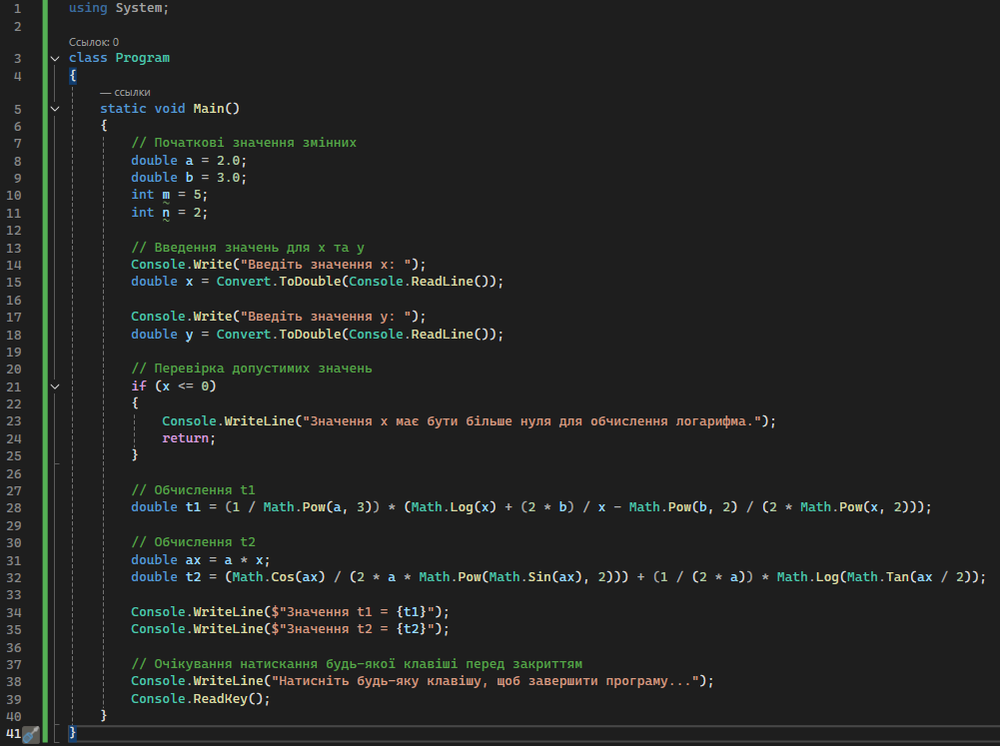 1 using System;
2
Ссылок: 0
3 class Program
4 {
— ссылки
5 static void Main()
6 {
7 // Початкові значення змінних
8 double a = 2.0;
9 double b = 3.0;
10 int m = 5;
11 int n = 2;
12
13 // Введення значень для x та y
14 Console.Write("Введіть значення x: ");
15 double x = Convert.ToDouble(Console.ReadLine());
16
17 Console.Write("Введіть значення y: ");
18 double y = Convert.ToDouble(Console.ReadLine());
19
20 // Перевірка допустимих значень
21 if (x <= 0)
22 {
23 Console.WriteLine("Значення x має бути більше нуля для обчислення логарифма.");
24 return;
25 }
26
27 // Обчислення t1
28 double t1 = (1 / Math.Pow(a, 3)) * (Math.Log(x) + (2 * b) / x - Math.Pow(b, 2) / (2 * Math.Pow(x, 2)));
29
30 // Обчислення t2
31 double ax = a * x;
32 double t2 = (Math.Cos(ax) / (2 * a * Math.Pow(Math.Sin(ax), 2))) + (1 / (2 * a)) * Math.Log(Math.Tan(ax / 2));
33
34 Console.WriteLine($"Значення t1 = {t1}");
35 Console.WriteLine($"Значення t2 = {t2}");
36
37 // Очікування натискання будь-якої клавіші перед закриттям
38 Console.WriteLine("Натисніть будь-яку клавішу, щоб завершити програму...");
39 Console.ReadKey();
40 }
41 }